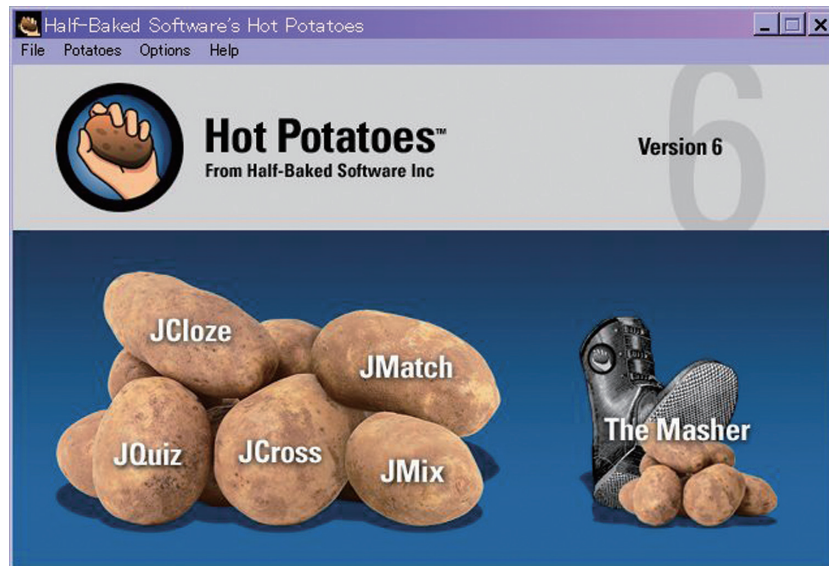 Half-Baked Software's Hot Potatoes
File Potatoes Options Help
Hot Potatoes™
From Half-Baked Software Inc
Version 6
6
JCloze
JMatch
JQuiz
JCross
JMix
The Masher